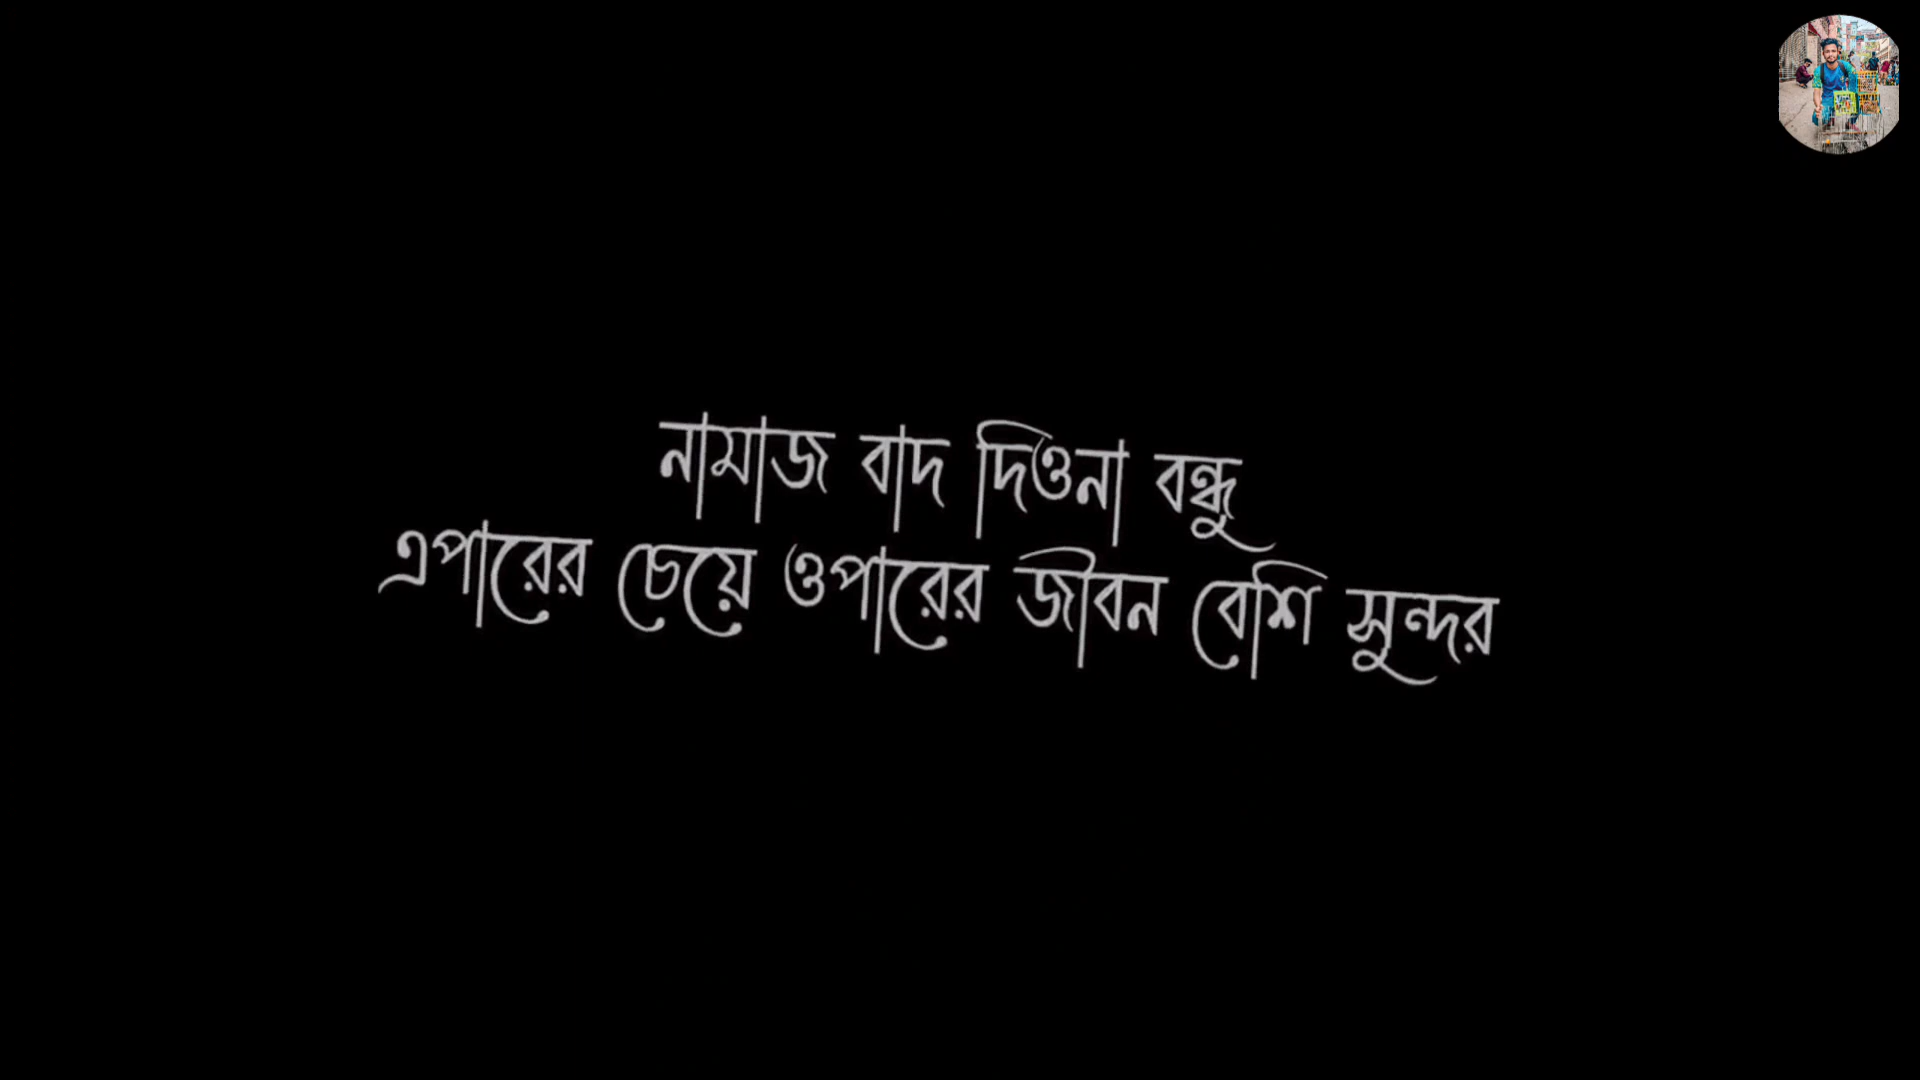 নামাজ বাদ দিওনা বন্ধু
এপারের চেয়ে ওপারের জীবন বেশি সুন্দর